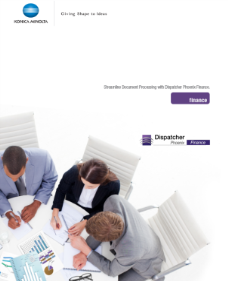 KONICA MINOLTA
Giving Shape to Ideas
Streamline Document Processing with Dispatcher Phoenix Finance.
Finance
Dispatcher
Phoenix Finance